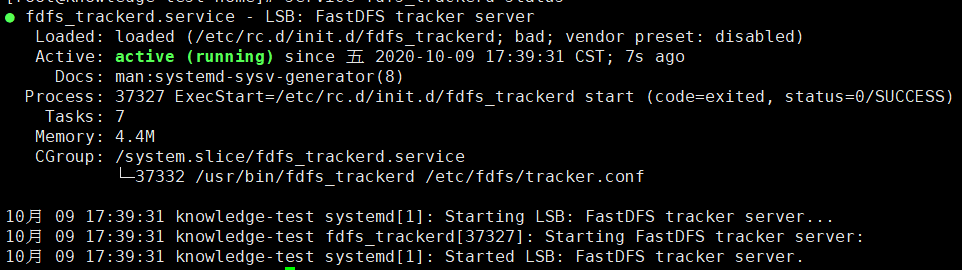 ● fdfs_trackerd.service - LSB: FastDFS tracker server
Loaded: loaded (/etc/rc.d/init.d/fdfs_trackerd; bad; vendor preset: disabled)
Active: active (running) since 五 2020-10-09 17:39:31 CST; 7s ago
Docs: man:systemd-sysv-generator(8)
Process: 37327 ExecStart=/etc/rc.d/init.d/fdfs_trackerd start (code=exited, status=0/SUCCESS)
Tasks: 7
Memory: 4.4M
CGroup: /system.slice/fdfs_trackerd.service
└─37332 /usr/bin/fdfs_trackerd /etc/fdfs/tracker.conf
10月 09 17:39:31 knowledge-test systemd[1]: Starting LSB: FastDFS tracker server...
10月 09 17:39:31 knowledge-test fdfs_trackerd[37327]: Starting FastDFS tracker server:
10月 09 17:39:31 knowledge-test systemd[1]: Started LSB: FastDFS tracker server.